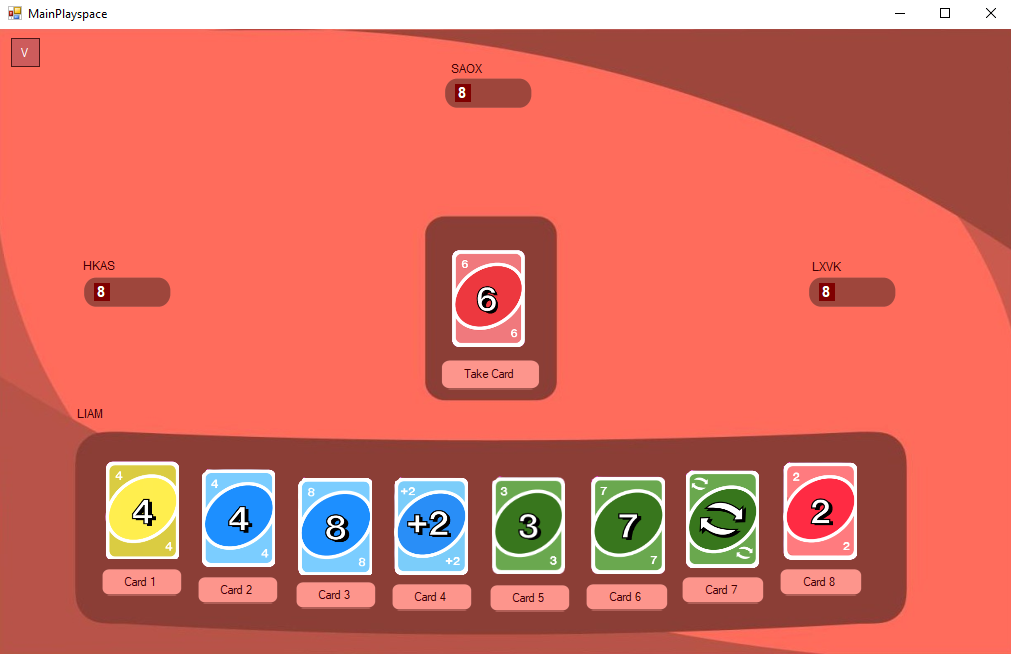 MainPlayspace
V
SAOX
8
HKAS
8
LXVK
8
6
6
6
Take Card
LIAM
4
4
4
Card 1
4
4
4
Card 2
8
8
8
Card 3
+2
+2
+2
Card 4
3
3
3
Card 5
7
7
7
Card 6
Card 7
2
2
2
Card 8